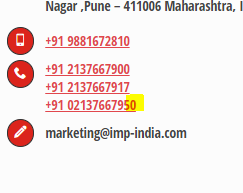 Nagar ,Pune – 411006 Maharashtra, I
+91 9881672810
+91 2137667900
+91 2137667917
+91 02137667950
marketing@imp-india.com